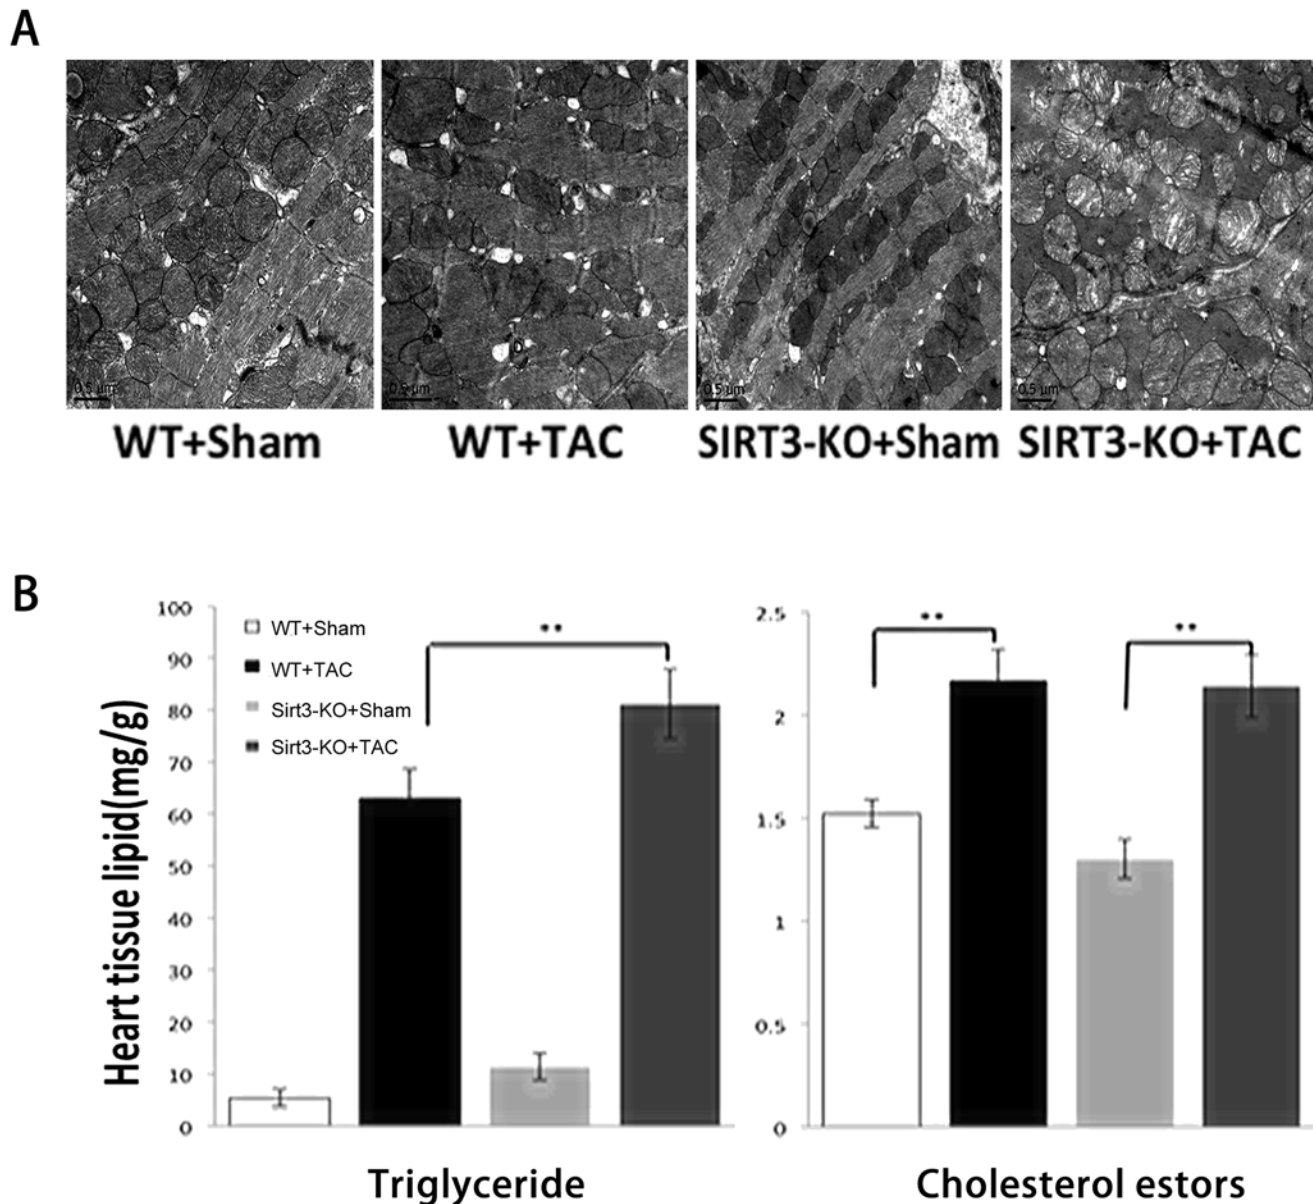 A
0.5 μm
0.5 μm
0.5 μm
0.5 μm
WT+Sham
WT+TAC
SIRT3-KO+Sham
SIRT3-KO+TAC
B
Heart tissue lipid(mg/g)
100
90
80
70
60
50
40
30
20
10
0
WT+Sham
WT+TAC
Sirt3-KO+Sham
Sirt3-KO+TAC
**
Triglyceride
2.5
2
1.5
1
0.5
0
**
**
Cholesterol estors